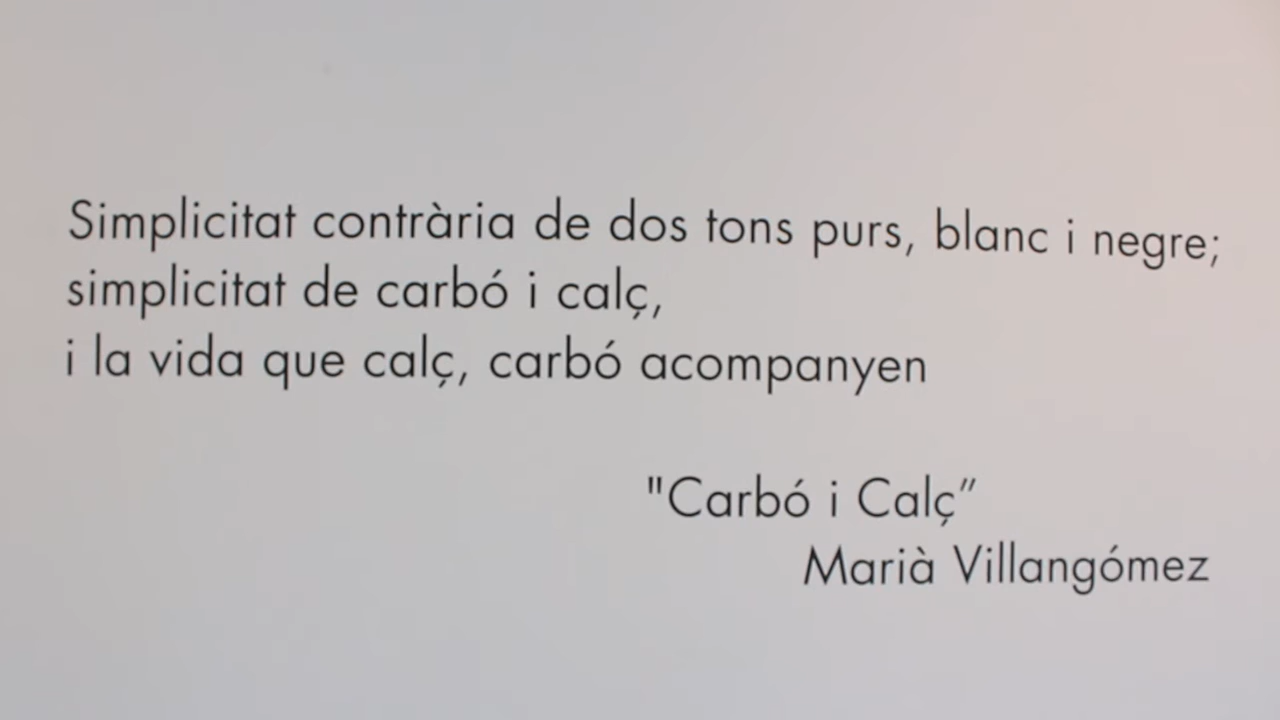 Simplicitat contrària de dos tons purs, blanc i negre;
simplicitat de carbó i calç,
i la vida que calç, carbó acompanyen
"Carbó i Calç”
Marià Villangómez